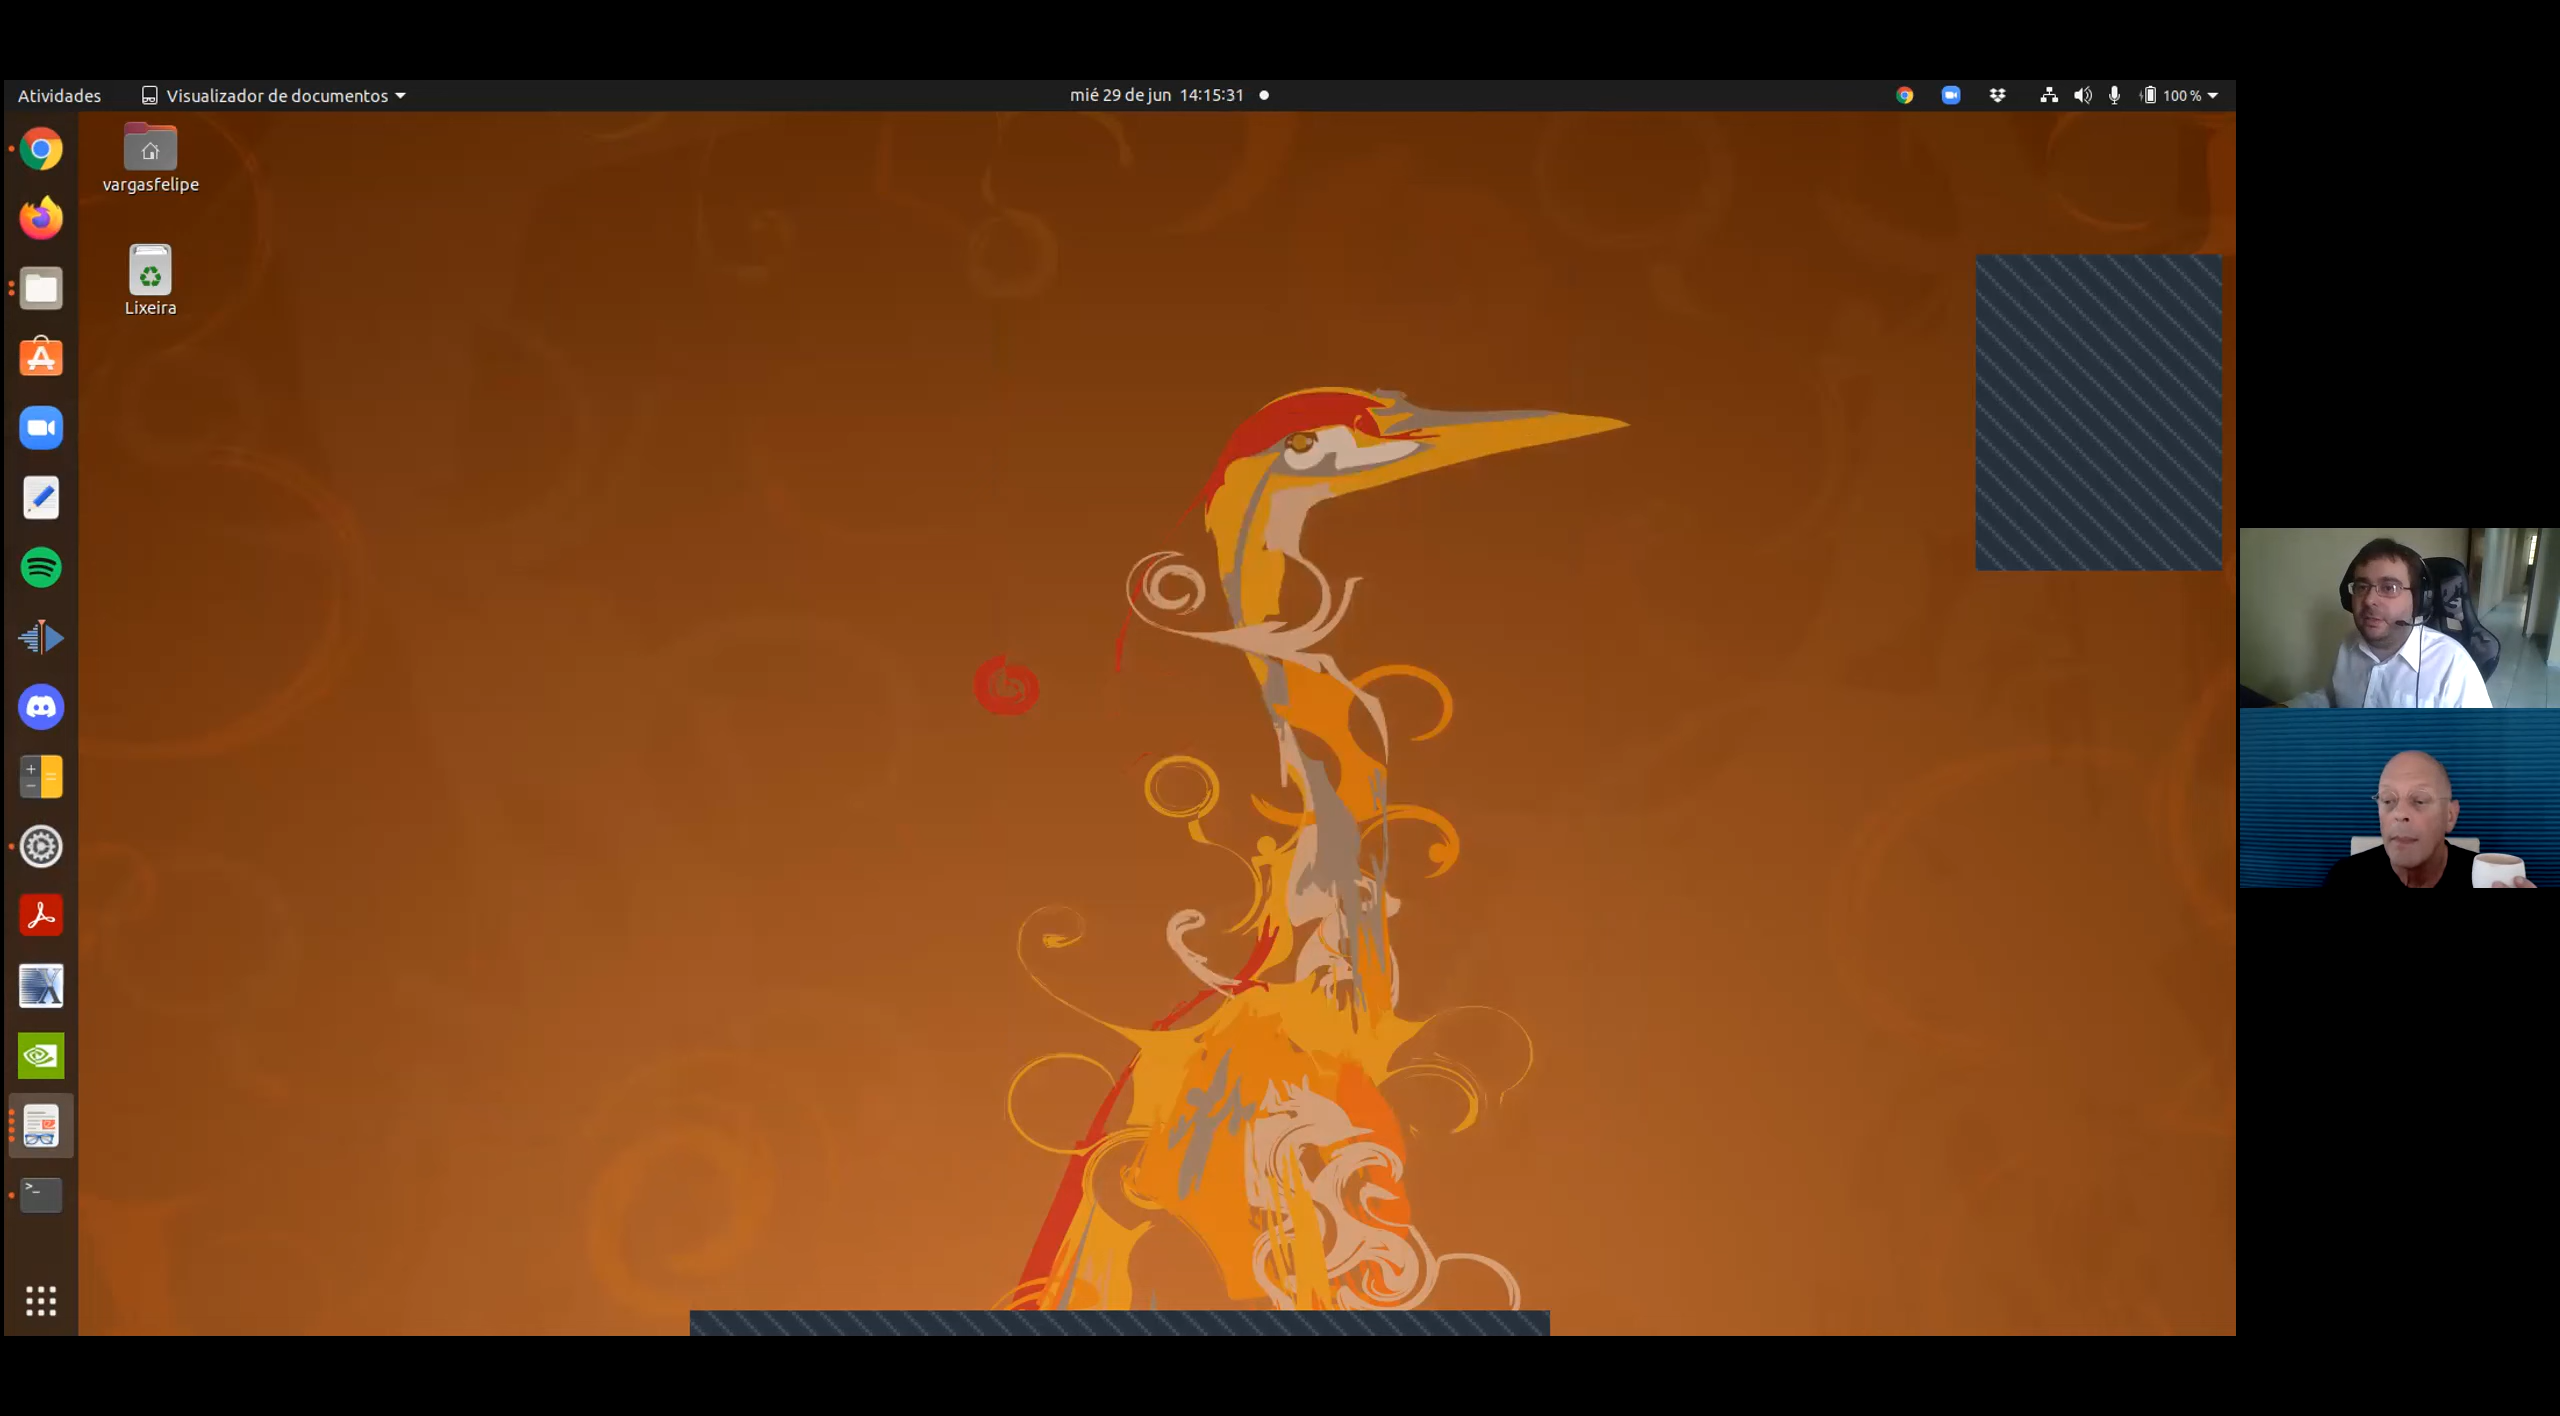 Atividades
Visualizador de documentos
mié 29 de jun 14:15:31
100 %
vargasfelipe
Lixeira